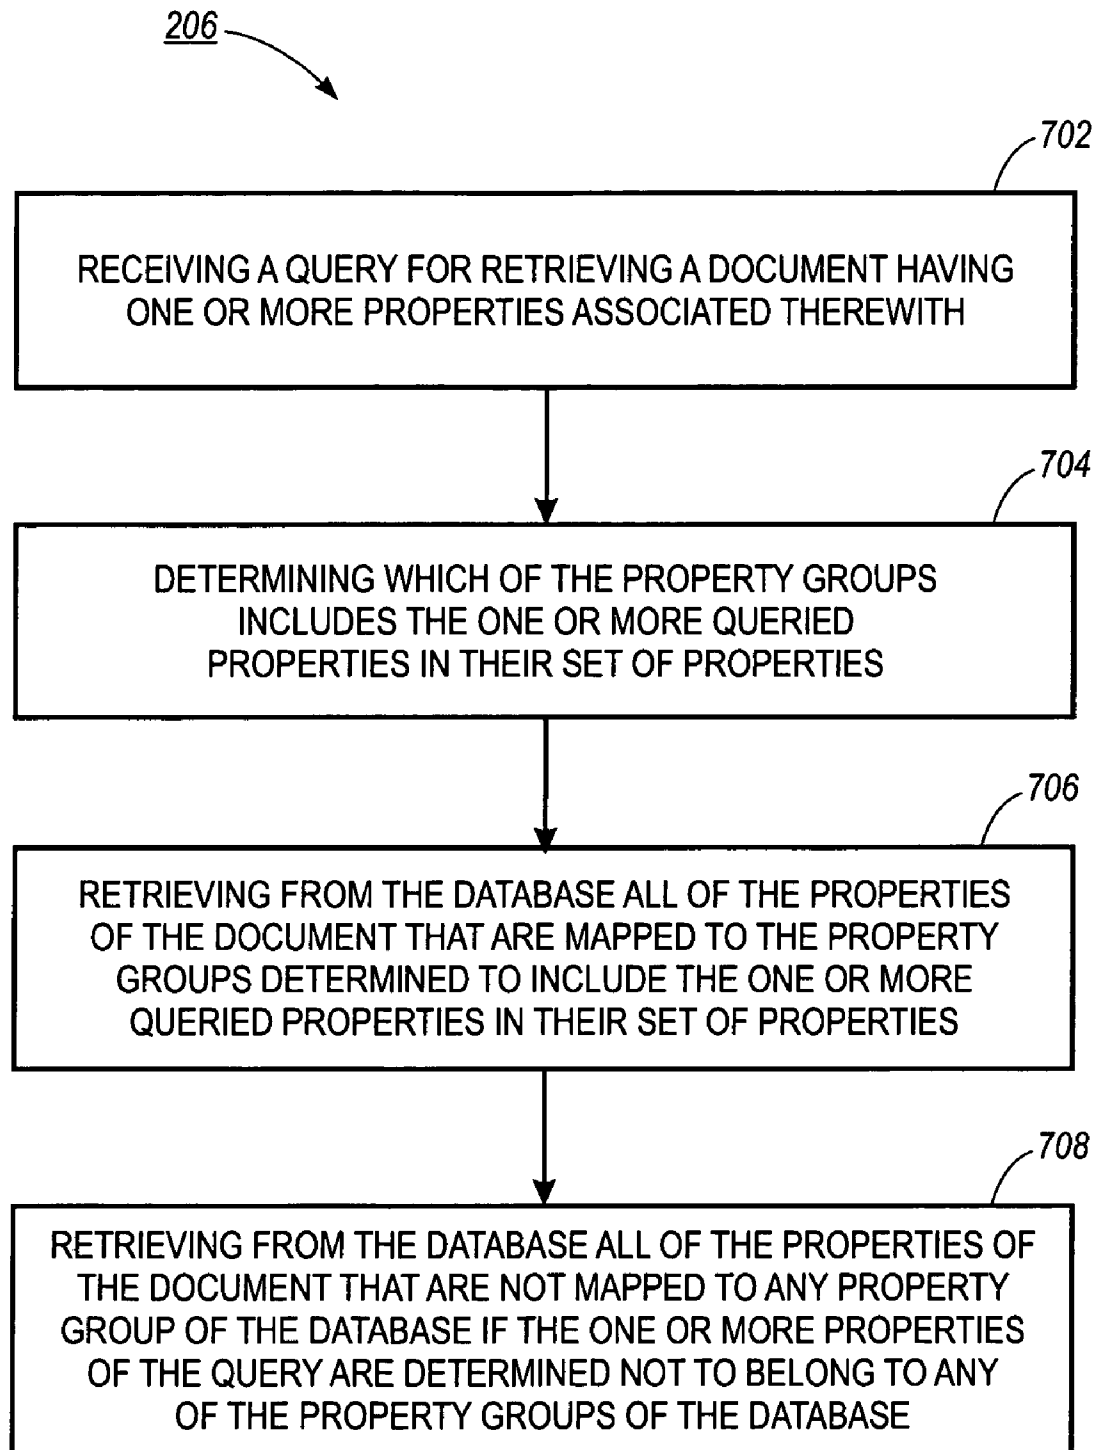 206
702
RECEIVING A QUERY FOR RETRIEVING A DOCUMENT HAVING
ONE OR MORE PROPERTIES ASSOCIATED THEREWITH
704
DETERMINING WHICH OF THE PROPERTY GROUPS
INCLUDES THE ONE OR MORE QUERIED
PROPERTIES IN THEIR SET OF PROPERTIES
706
RETRIEVING FROM THE DATABASE ALL OF THE PROPERTIES
OF THE DOCUMENT THAT ARE MAPPED TO THE PROPERTY
GROUPS DETERMINED TO INCLUDE THE ONE OR MORE
QUERIED PROPERTIES IN THEIR SET OF PROPERTIES
708
RETRIEVING FROM THE DATABASE ALL OF THE PROPERTIES OF
THE DOCUMENT THAT ARE NOT MAPPED TO ANY PROPERTY
GROUP OF THE DATABASE IF THE ONE OR MORE PROPERTIES
OF THE QUERY ARE DETERMINED NOT TO BELONG TO ANY
OF THE PROPERTY GROUPS OF THE DATABASE